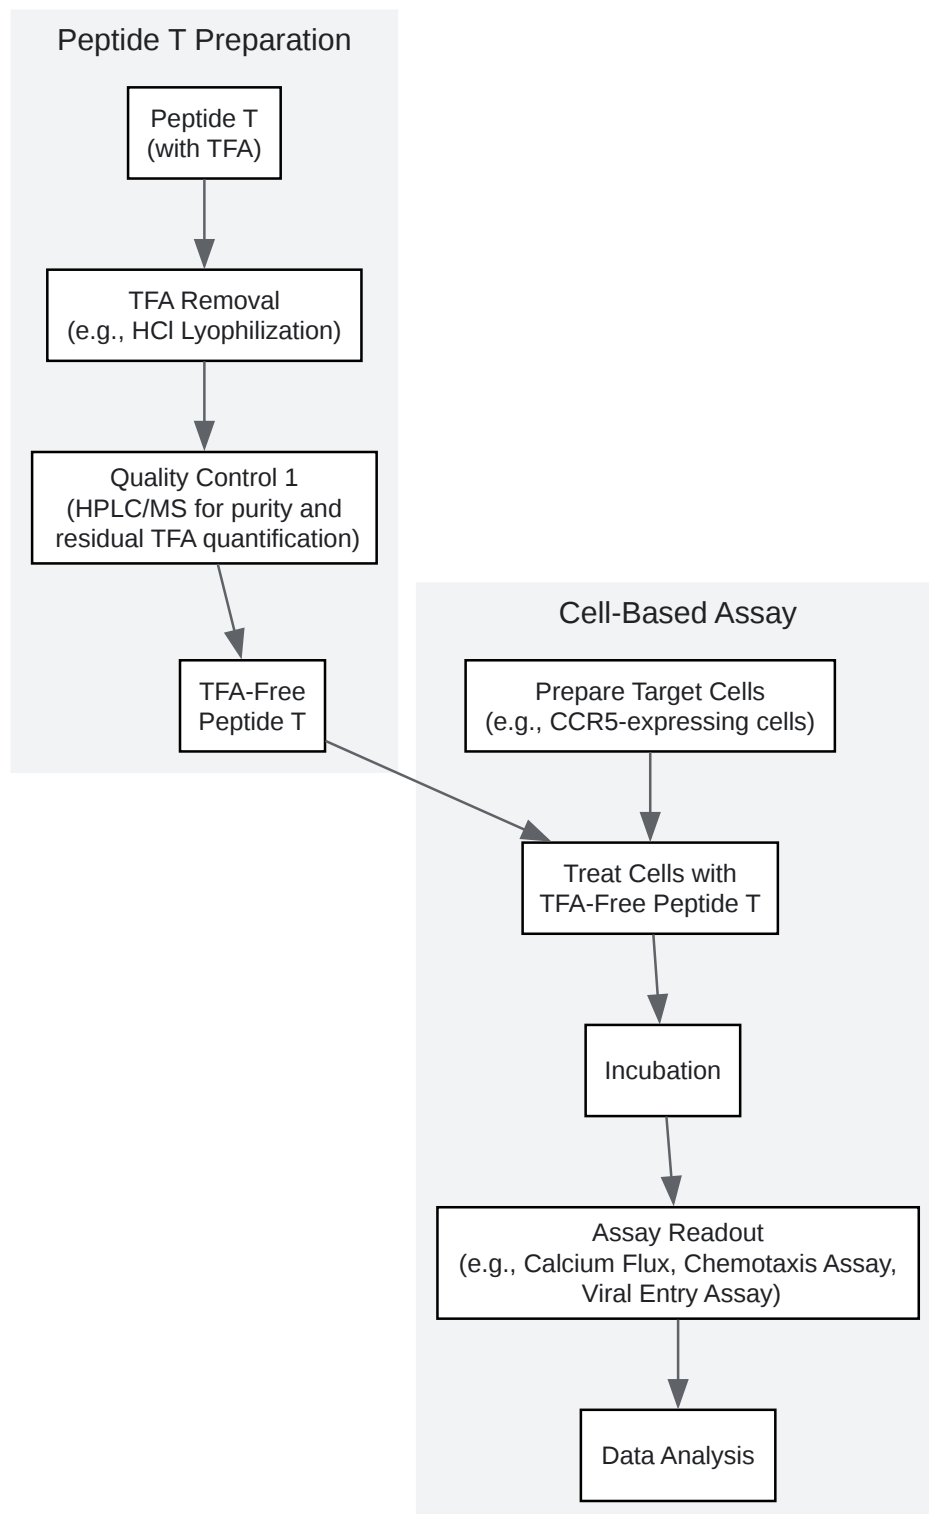 Peptide T Preparation
Peptide T
(with TFA)
TFA Removal
(e.g., HCl Lyophilization)
Quality Control 1
(HPLC/MS for purity and
residual TFA quantification)
TFA-Free
Peptide T
Cell-Based Assay
Prepare Target Cells
(e.g., CCR5-expressing cells)
Treat Cells with
TFA-Free Peptide T
Incubation
Assay Readout
(e.g., Calcium Flux, Chemotaxis Assay,
Viral Entry Assay)
Data Analysis